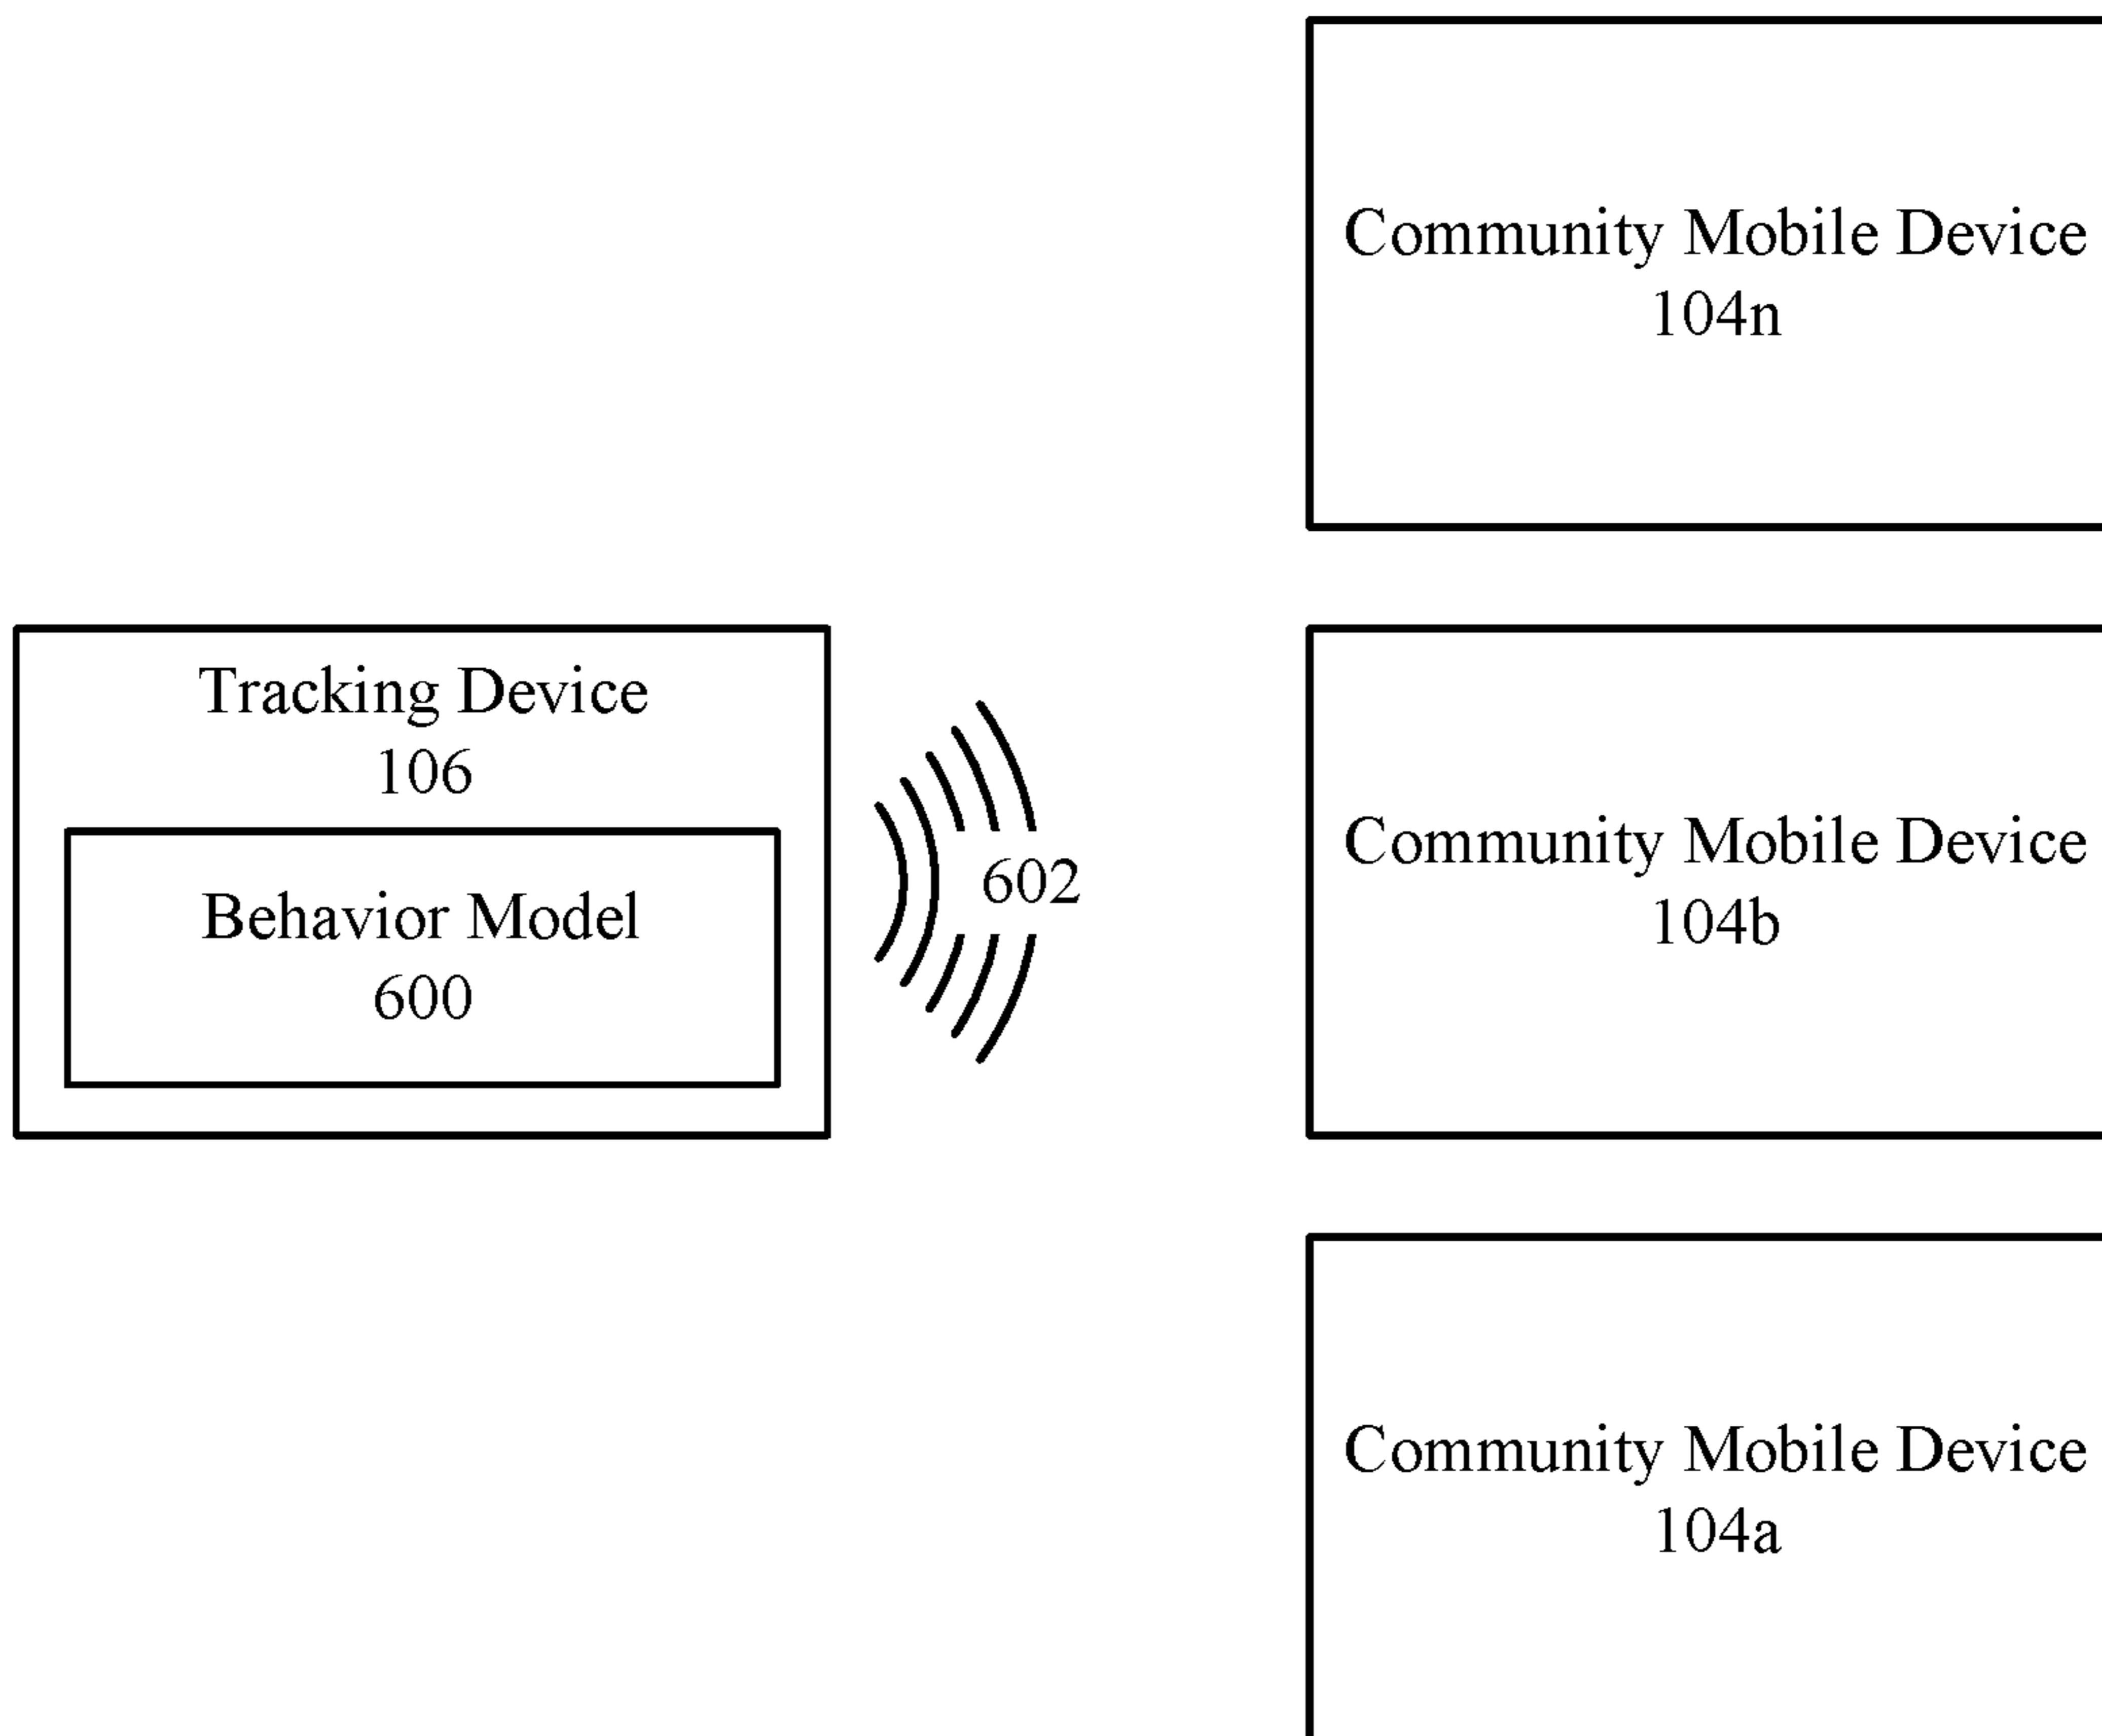 Community Mobile Device
104n
Tracking Device
106
Behavior Model
600
602
Community Mobile Device
104b
Community Mobile Device
104a